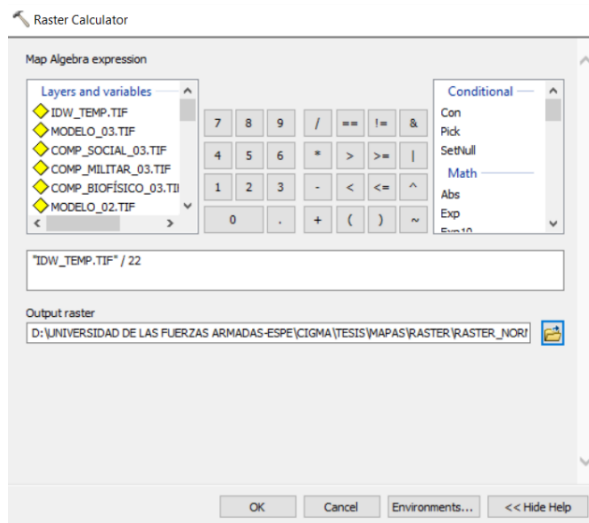 Raster Calculator
Map Algebra expression
Layers and variables
IDW_TEMP.TIF
MODELO_03.TIF
COMP_SOCIAL_03.TIF
COMP_MILITAR_03.TIF
COMP_BIOFÍSICO_03.TI
MODELO_02.TIF
7 8 9 / == != &
4 5 6 * > >= |
1 2 3 - < <= ^
0 . + ( ) ~
Conditional
Con
Pick
SetNull
Math
Abs
Exp
Exp10
"IDW_TEMP.TIF" / 22
Output raster
D:\UNIVERSIDAD DE LAS FUERZAS ARMADAS-ESPE\CIGMA\TESIS\MAPAS\RASTER\RASTER_NORI
OK Cancel Environments... << Hide Help